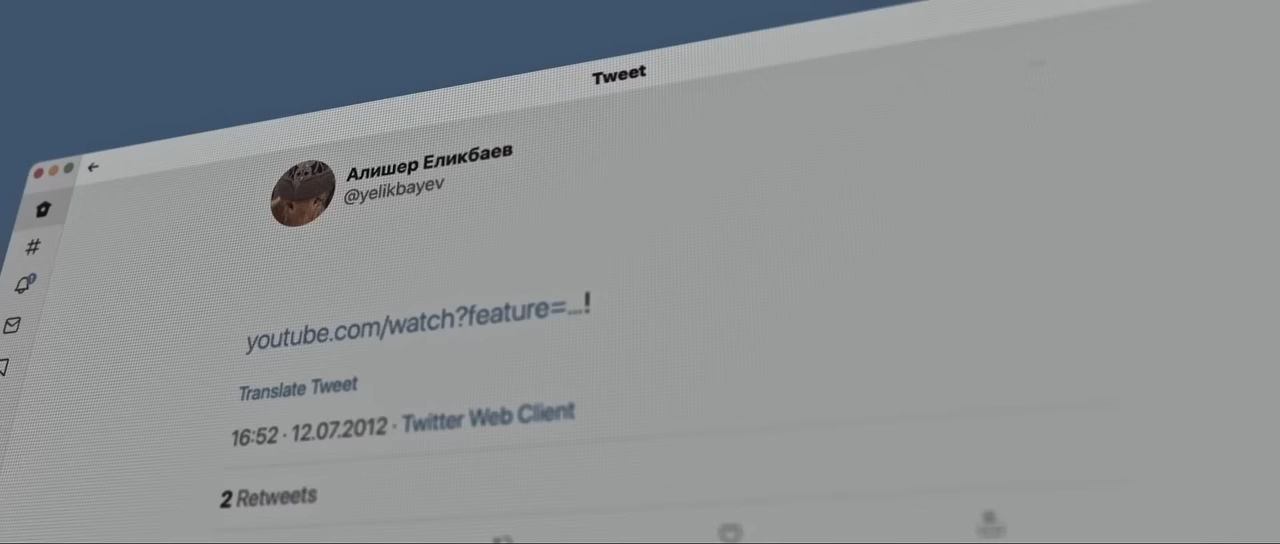 Tweet
Алишер Еликбаев
@yelikbayev
youtube.com/watch?feature=...!
Translate Tweet
16:52 · 12.07.2012 · Twitter Web Client
2 Retweets